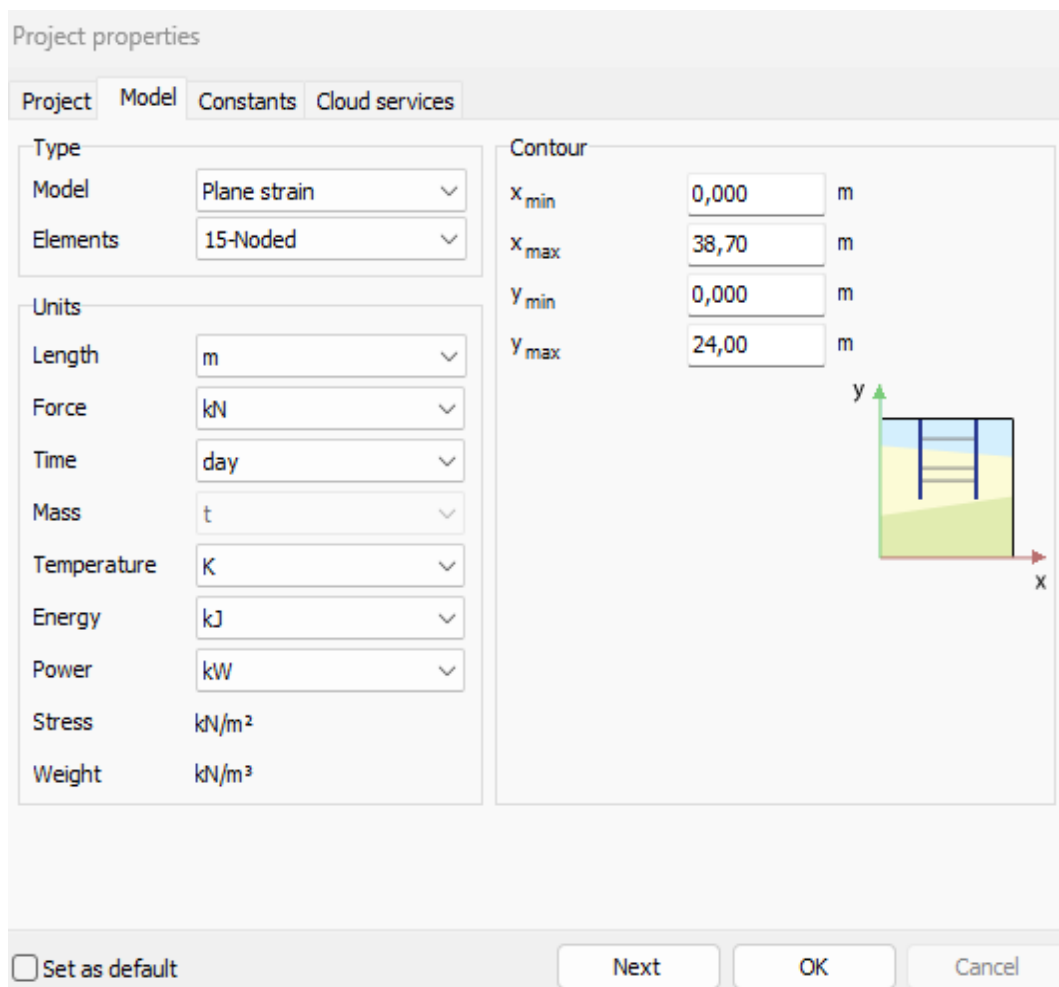 Project properties
Project Model Constants Cloud services
Type
Model Plane strain
Elements 15-Noded
Units
Length m
Force kN
Time day
Mass t
Temperature K
Energy kJ
Power kW
Stress kN/m²
Weight kN/m³
Contour
x min 0,000 m
x max 38,70 m
y min 0,000 m
y max 24,00 m
y
x
Set as default Next OK Cancel